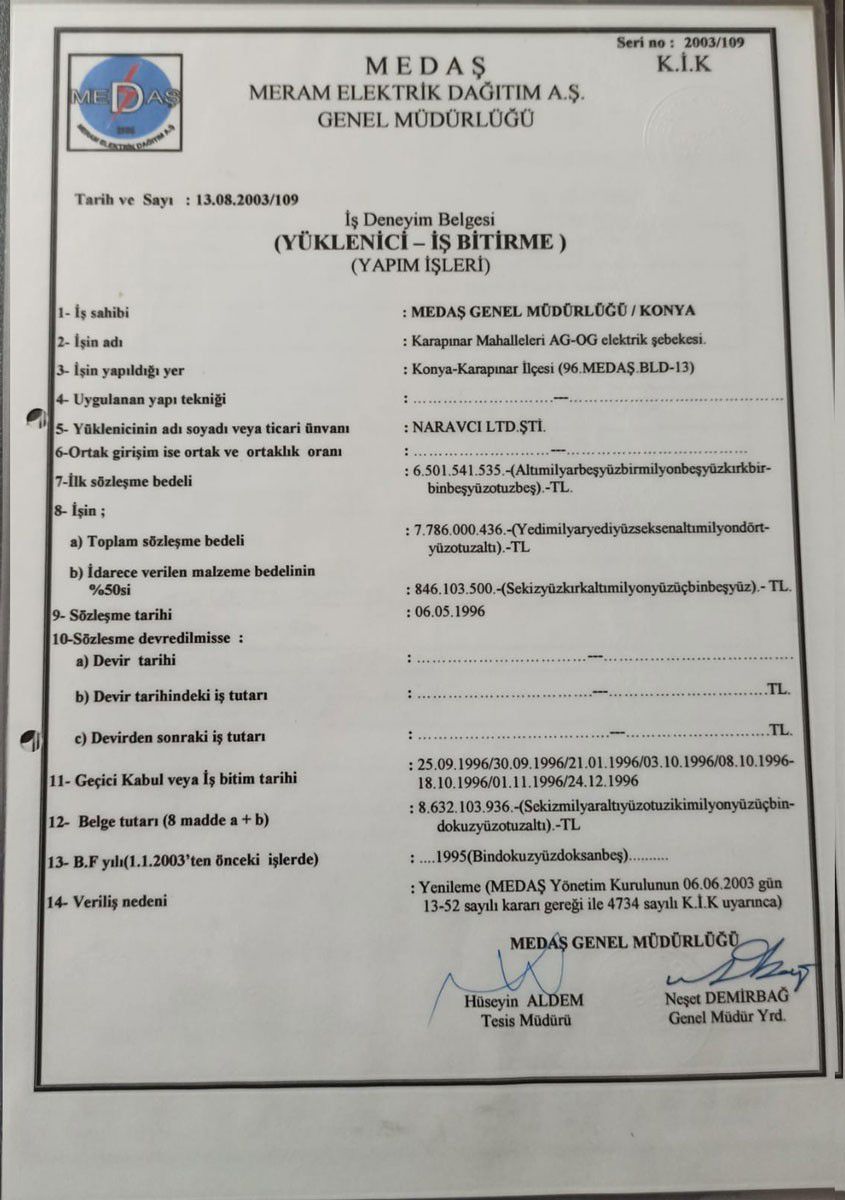 Seri no : 2003/109
K.İ.K
MEDAŞ
MERAM ELEKTRİK DAĞITIM A.Ş.
M E D A Ş
MERAM ELEKTRİK DAĞITIM A.Ş.
GENEL MÜDÜRLÜĞÜ
Tarih ve Sayı : 13.08.2003/109
İş Deneyim Belgesi
(YÜKLENİCİ – İŞ BİTİRME )
(YAPIM İŞLERİ)
1- İş sahibi : MEDAŞ GENEL MÜDÜRLÜĞÜ / KONYA
2- İşin adı : Karapınar Mahalleleri AG-OG elektrik şebekesi.
3- İşin yapıldığı yer : Konya-Karapınar İlçesi (96.MEDAŞ.BLD-13)
4- Uygulanan yapı tekniği : ..............................---..............................................
5- Yüklenicinin adı soyadı veya ticari ünvanı : NARAVCI LTD.ŞTİ.
6-Ortak girişim ise ortak ve ortaklık oranı : ..............................---........................................
7-İlk sözleşme bedeli : 6.501.541.535.-(Altımilyarbeşyüzbirmilyonbeşyüzkırkbir-
binbeşyüzotuzbeş).-TL.
8- İşin ;
a) Toplam sözleşme bedeli : 7.786.000.436.-(Yedimilyaryediyüzseksenaltımilyondört-
yüzotuzaltı).-TL
b) İdarece verilen malzeme bedelinin
%50si : 846.103.500.-(Sekizyüzkırkaltımilyonyüzüçbinbeşyüz).- TL.
9- Sözleşme tarihi : 06.05.1996
10-Sözlesme devredilmisse :
a) Devir tarihi : .....................................---.........................................
b) Devir tarihindeki iş tutarı : .....................................---...................................TL.
c) Devirden sonraki iş tutarı : ........................................---................................TL.
11- Geçici Kabul veya İş bitim tarihi : 25.09.1996/30.09.1996/21.01.1996/03.10.1996/08.10.1996-
18.10.1996/01.11.1996/24.12.1996
12- Belge tutarı (8 madde a + b) : 8.632.103.936.-(Sekizmilyaraltıyüzotuzikimilyonyüzüçbin-
dokuzyüzotuzaltı).-TL
13- B.F yılı(1.1.2003'ten önceki işlerde) : ....1995(Bindokuzyüzdoksanbeş)..........
14- Veriliş nedeni : Yenileme (MEDAŞ Yönetim Kurulunun 06.06.2003 gün
13-52 sayılı kararı gereği ile 4734 sayılı K.İ.K uyarınca)
MEDAŞ GENEL MÜDÜRLÜĞÜ
Hüseyin ALDEM Neşet DEMİRBAĞ
Tesis Müdürü Genel Müdür Yrd.